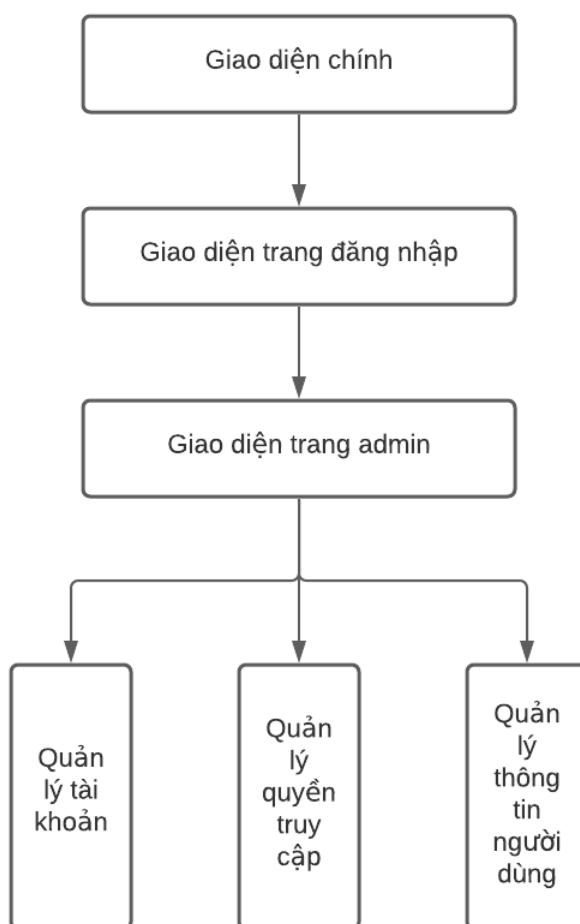 Giao diện chính
Giao diện trang đăng nhập
Giao diện trang admin
Quản
lý tài
khoản
Quản
lý
quyền
truy
cập
Quản
lý
thông
tin
người
dùng